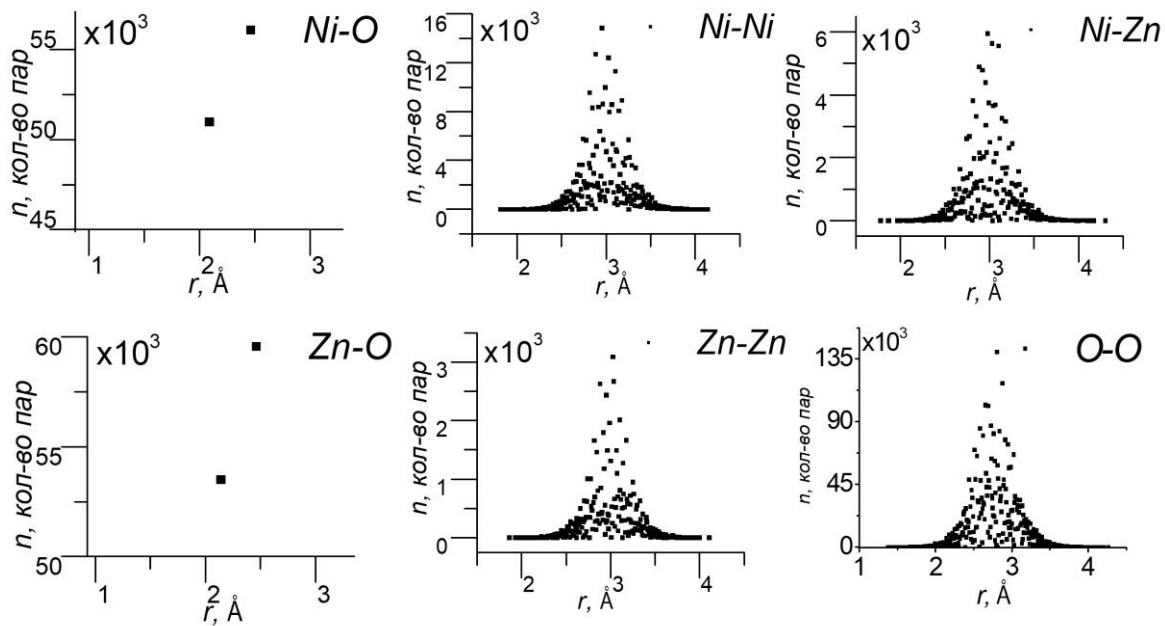 x10³ Ni-O
55
50
45
n, кол-во пар
1 2 3
r, Å
x10³ Ni-Ni
16
12
8
4
0
n, кол-во пар
2 3 4
r, Å
x10³ Ni-Zn
6
4
2
0
n, кол-во пар
2 3 4
r, Å
x10³ Zn-O
60
55
50
n, кол-во пар
1 2 3
r, Å
x10³ Zn-Zn
3
2
1
0
n, кол-во пар
2 3 4
r, Å
x10³ O-O
135
90
45
0
n, кол-во пар
1 2 3 4
r, Å